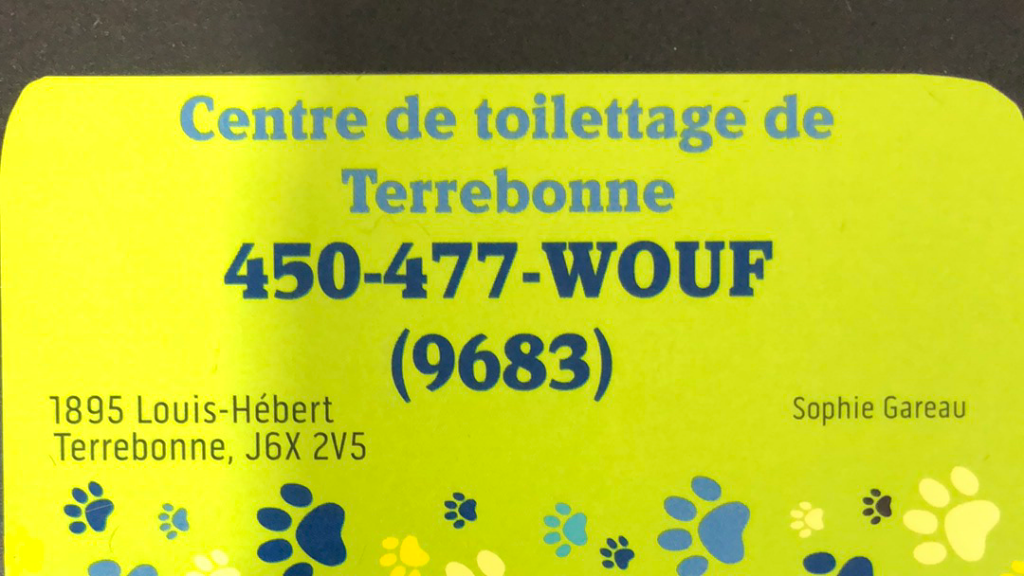 Centre de toilettage de
Terrebonne
450-477-WOUF
(9683)
1895 Louis-Hébert
Terrebonne, J6X 2V5
Sophie Gareau